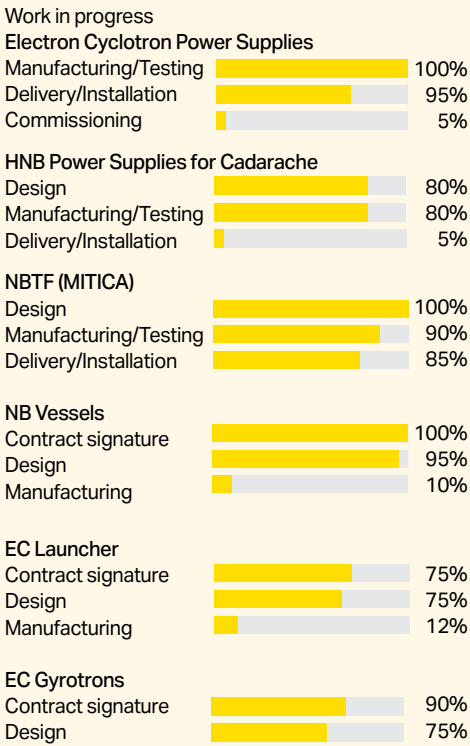 Work in progress
Electron Cyclotron Power Supplies
Manufacturing/Testing 100%
Delivery/Installation 95%
Commissioning 5%
HNB Power Supplies for Cadarache
Design 80%
Manufacturing/Testing 80%
Delivery/Installation 5%
NBTF (MITICA)
Design 100%
Manufacturing/Testing 90%
Delivery/Installation 85%
NB Vessels
Contract signature 100%
Design 95%
Manufacturing 10%
EC Launcher
Contract signature 75%
Design 75%
Manufacturing 12%
EC Gyrotrons
Contract signature 90%
Design 75%